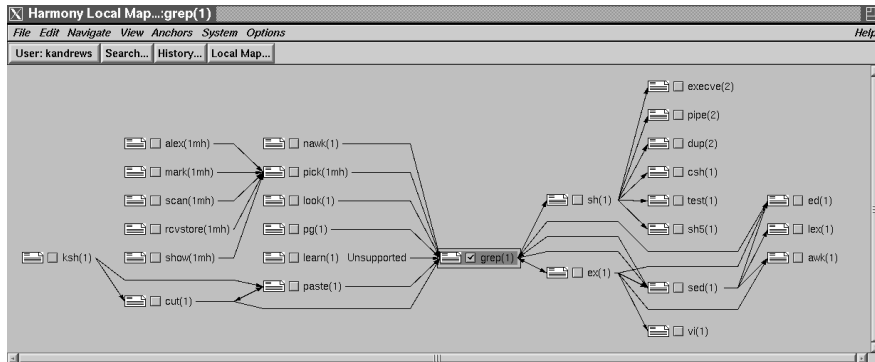 Harmony Local Map...:grep(1)
File Edit Navigate View Anchors System Options Help
User: kandrews Search... History... Local Map...
execve(2)
pipe(2)
alex(1mh) nawk(1) dup(2)
mark(1mh) pick(1mh) csh(1)
scan(1mh) look(1) sh(1) test(1) ed(1)
rcvstore(1mh) pg(1) sh5(1) lex(1)
ksh(1) show(1mh) learn(1) Unsupported grep(1) awk(1)
ex(1)
paste(1) sed(1)
cut(1)
vi(1)